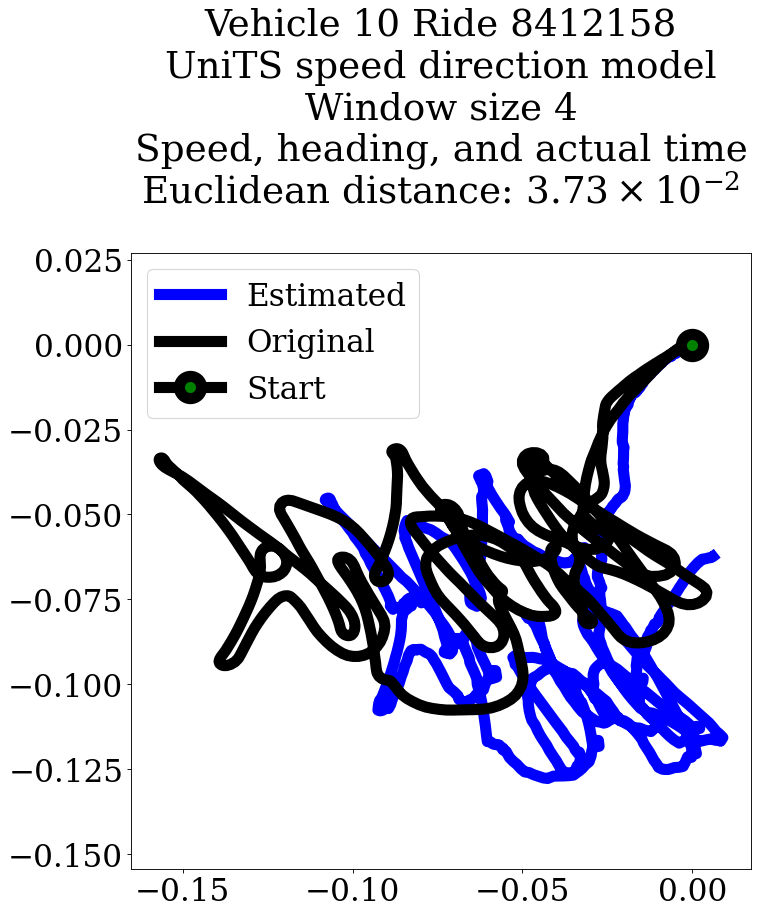 Vehicle 10 Ride 8412158
UniTS speed direction model
Window size 4
Speed, heading, and actual time
Euclidean distance: 3.73 × 10⁻²
0.025
Estimated
0.000
Original
Start
−0.025
−0.050
−0.075
−0.100
−0.125
−0.150
−0.15 −0.10 −0.05 0.00